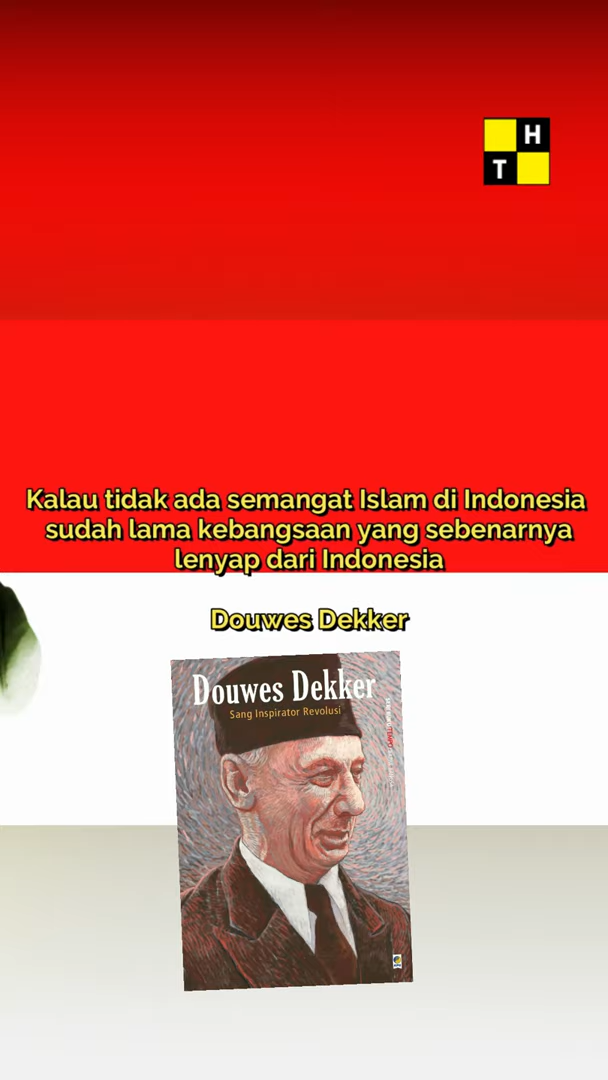 H
T
Kalau tidak ada semangat Islam di Indonesia
sudah lama kebangsaan yang sebenarnya
lenyap dari Indonesia
Douwes Dekker
Douwes Dekker
Sang Inspirator Revolusi